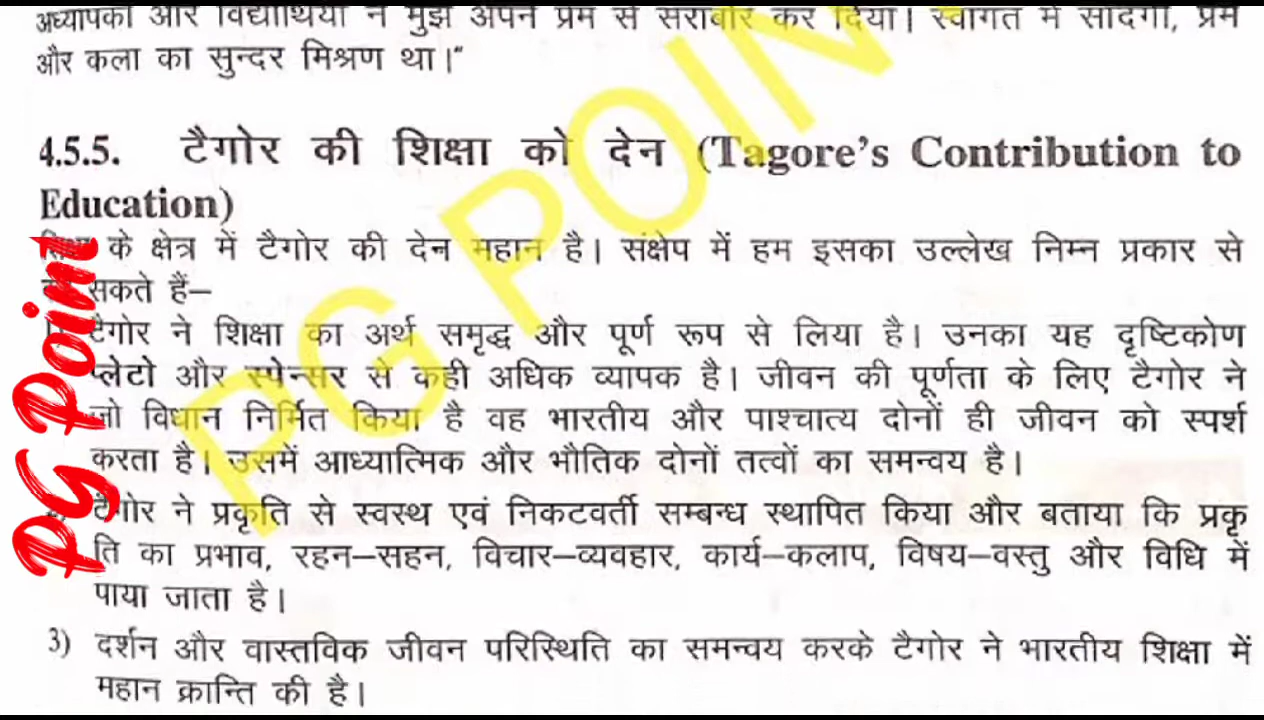 अध्यापकों और विद्यार्थियों ने मुझे अपने प्रेम से सराबोर कर दिया। स्वागत में सादगी, प्रेम
और कला का सुन्दर मिश्रण था।"
4.5.5. टैगोर की शिक्षा को देन (Tagore's Contribution to
Education)
शिक्षा के क्षेत्र में टैगोर की देन महान है। संक्षेप में हम इसका उल्लेख निम्न प्रकार से
सकते हैं–
टैगोर ने शिक्षा का अर्थ समृद्ध और पूर्ण रूप से लिया है। उनका यह दृष्टिकोण
प्लेटो और स्पेन्सर से कही अधिक व्यापक है। जीवन की पूर्णता के लिए टैगोर ने
जो विधान निर्मित किया है वह भारतीय और पाश्चात्य दोनों ही जीवन को स्पर्श
करता है। उसमें आध्यात्मिक और भौतिक दोनों तत्वों का समन्वय है।
टैगोर ने प्रकृति से स्वस्थ एवं निकटवर्ती सम्बन्ध स्थापित किया और बताया कि प्रकृ
ति का प्रभाव, रहन–सहन, विचार–व्यवहार, कार्य–कलाप, विषय–वस्तु और विधि में
पाया जाता है।
3) दर्शन और वास्तविक जीवन परिस्थिति का समन्वय करके टैगोर ने भारतीय शिक्षा में
महान क्रान्ति की है।
PG POIN
PG Point